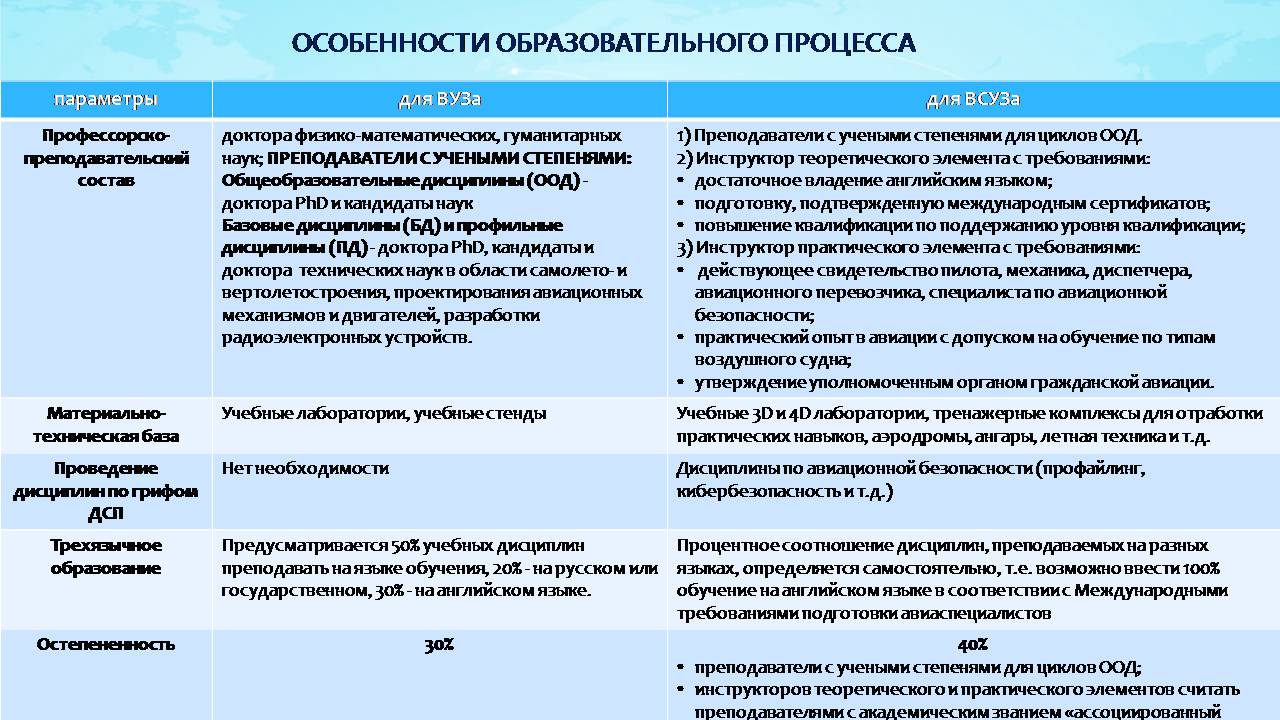 ОСОБЕННОСТИ ОБРАЗОВАТЕЛЬНОГО ПРОЦЕССА
параметры
для ВУЗа
для ВСУЗа
Профессорско-
преподавательский
состав
доктора физико-математических, гуманитарных
наук; ПРЕПОДАВАТЕЛИ С УЧЕНЫМИ СТЕПЕНЯМИ:
Общеобразовательные дисциплины (ООД) -
доктора PhD и кандидаты наук
Базовые дисциплины (БД) и профильные
дисциплины (ПД) - доктора PhD, кандидаты и
доктора технических наук в области самолето- и
вертолетостроения, проектирования авиационных
механизмов и двигателей, разработки
радиоэлектронных устройств.
1) Преподаватели с учеными степенями для циклов ООД.
2) Инструктор теоретического элемента с требованиями:
• достаточное владение английским языком;
• подготовку, подтвержденную международным сертификатов;
• повышение квалификации по поддержанию уровня квалификации;
3) Инструктор практического элемента с требованиями:
• действующее свидетельство пилота, механика, диспетчера,
авиационного перевозчика, специалиста по авиационной
безопасности;
• практический опыт в авиации с допуском на обучение по типам
воздушного судна;
• утверждение уполномоченным органом гражданской авиации.
Материально-
техническая база
Учебные лаборатории, учебные стенды
Учебные 3D и 4D лаборатории, тренажерные комплексы для отработки
практических навыков, аэродромы, ангары, летная техника и т.д.
Проведение
дисциплин по грифом
ДСП
Нет необходимости
Дисциплины по авиационной безопасности (профайлинг,
кибербезопасность и т.д.)
Трехязычное
образование
Предусматривается 50% учебных дисциплин
преподавать на языке обучения, 20% - на русском или
государственном, 30% - на английском языке.
Процентное соотношение дисциплин, преподаваемых на разных
языках, определяется самостоятельно, т.е. возможно ввести 100%
обучение на английском языке в соответствии с Международными
требованиями подготовки авиаспециалистов
Остепененность
30%
40%
• преподаватели с учеными степенями для циклов ООД;
• инструкторов теоретического и практического элементов считать
преподавателями с академическим званием «ассоциированный